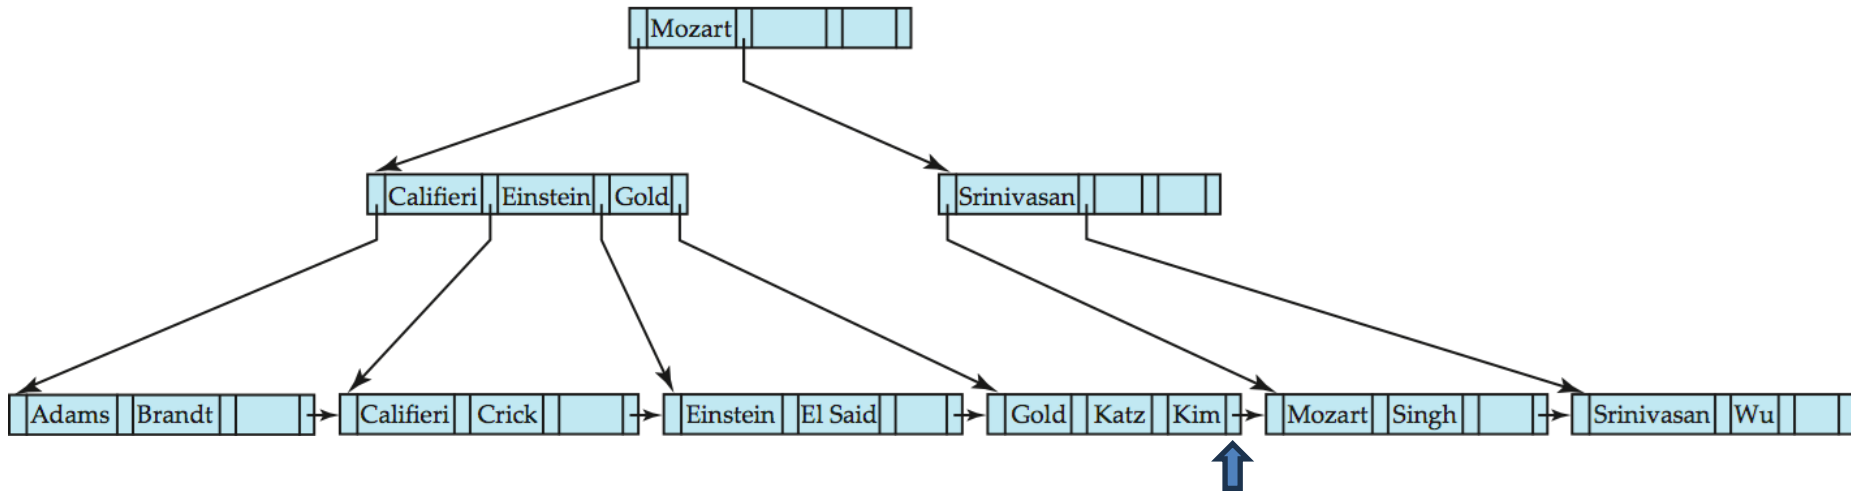 Mozart
Califieri Einstein Gold
Srinivasan
Adams Brandt
Califieri Crick
Einstein El Said
Gold Katz Kim
Mozart Singh
Srinivasan Wu